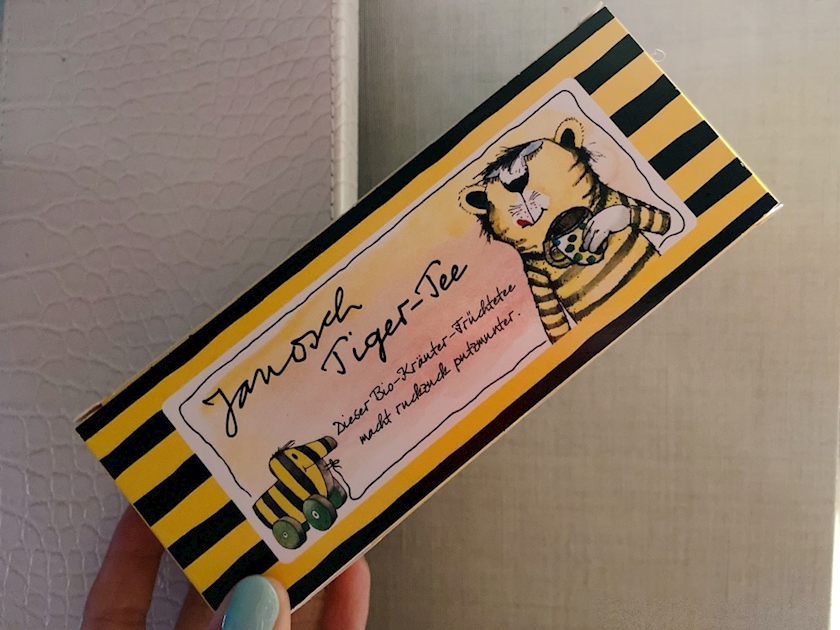 Janosch
Tiger-Tee
Dieser Bio-Kräuter-Früchtetee
macht ruckzuck putzmunter.